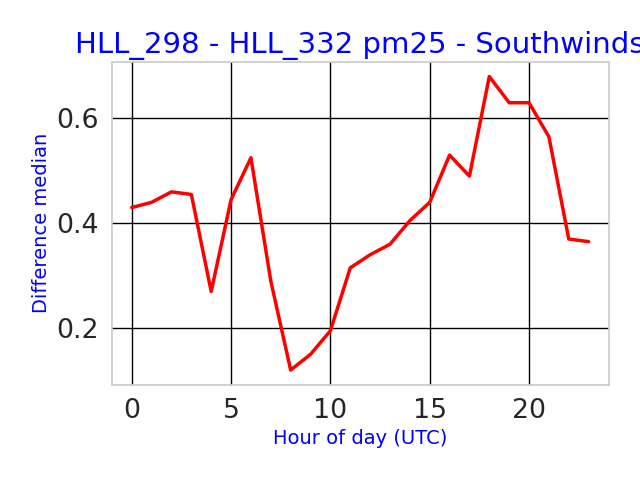 HLL_298 - HLL_332 pm25 - Southwinds
Difference median
0.6
0.4
0.2
0 5 10 15 20
Hour of day (UTC)